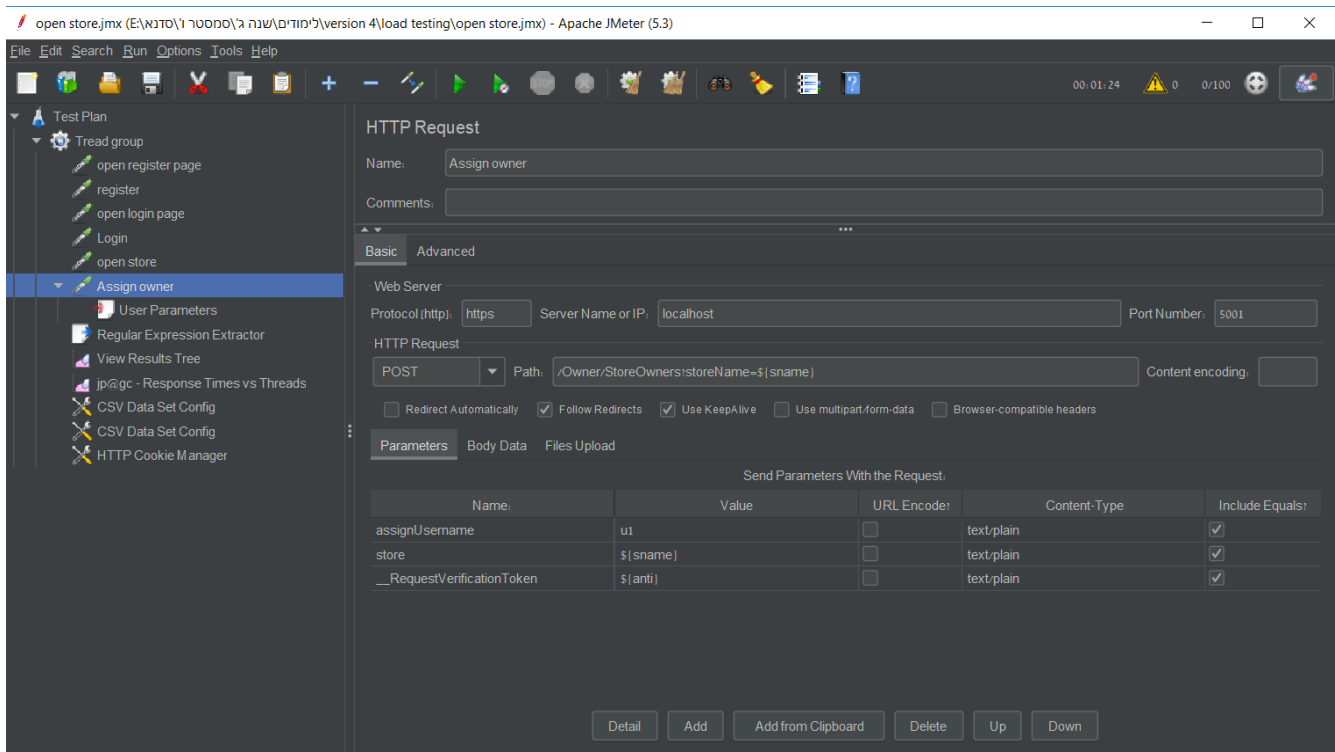 open store.jmx (E:\לימודים\שנה ג'\סמסטר ו'\סדנא\version 4\load testing\open store.jmx) - Apache JMeter (5.3)
File Edit Search Run Options Tools Help
00:01:24 0 0/100
Test Plan
Tread group
open register page
register
open login page
Login
open store
Assign owner
User Parameters
Regular Expression Extractor
View Results Tree
jp@gc - Response Times vs Threads
CSV Data Set Config
CSV Data Set Config
HTTP Cookie Manager
HTTP Request
Name: Assign owner
Comments:
Basic Advanced
Web Server
Protocol [http]: https Server Name or IP: localhost Port Number: 5001
HTTP Request
POST Path: /Owner/StoreOwners?storeName=${sname} Content encoding:
Redirect Automatically Follow Redirects Use KeepAlive Use multipart/form-data Browser-compatible headers
Parameters Body Data Files Upload
Send Parameters With the Request:
Name: Value URL Encode? Content-Type Include Equals?
assignUsername u1 text/plain
store ${sname} text/plain
__RequestVerificationToken ${anti} text/plain
Detail Add Add from Clipboard Delete Up Down